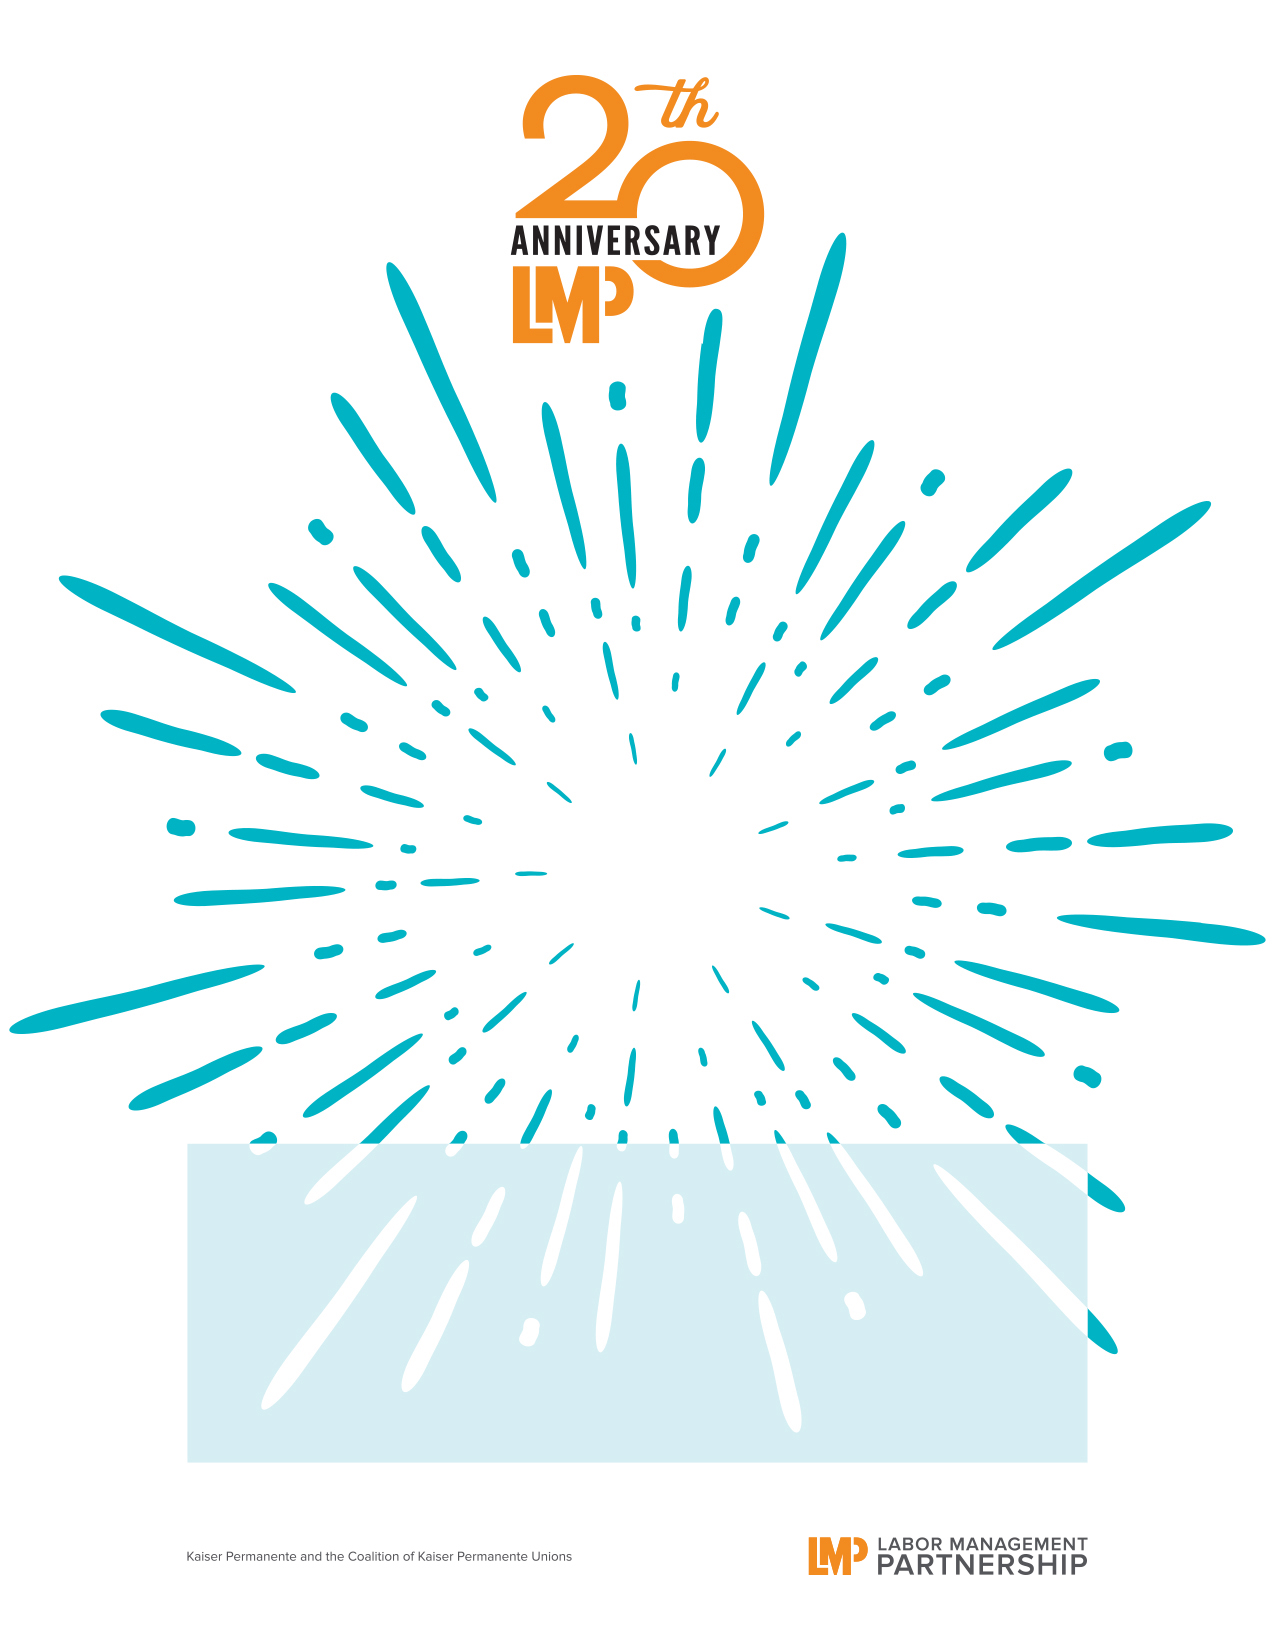 20th
ANNIVERSARY
LMP
Kaiser Permanente and the Coalition of Kaiser Permanente Unions
LMP LABOR MANAGEMENT
PARTNERSHIP